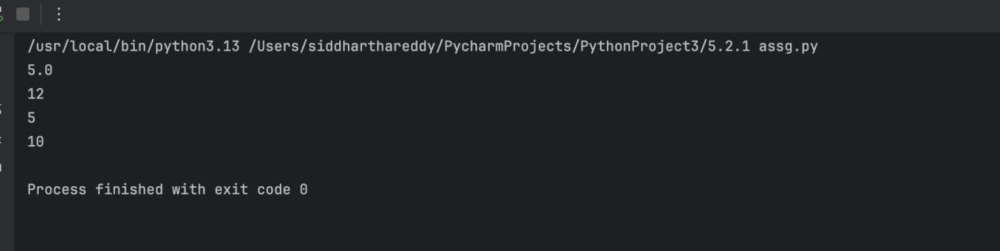 /usr/local/bin/python3.13 /Users/siddharthareddy/PycharmProjects/PythonProject3/5.2.1 assg.py
5.0
12
5
10
Process finished with exit code 0